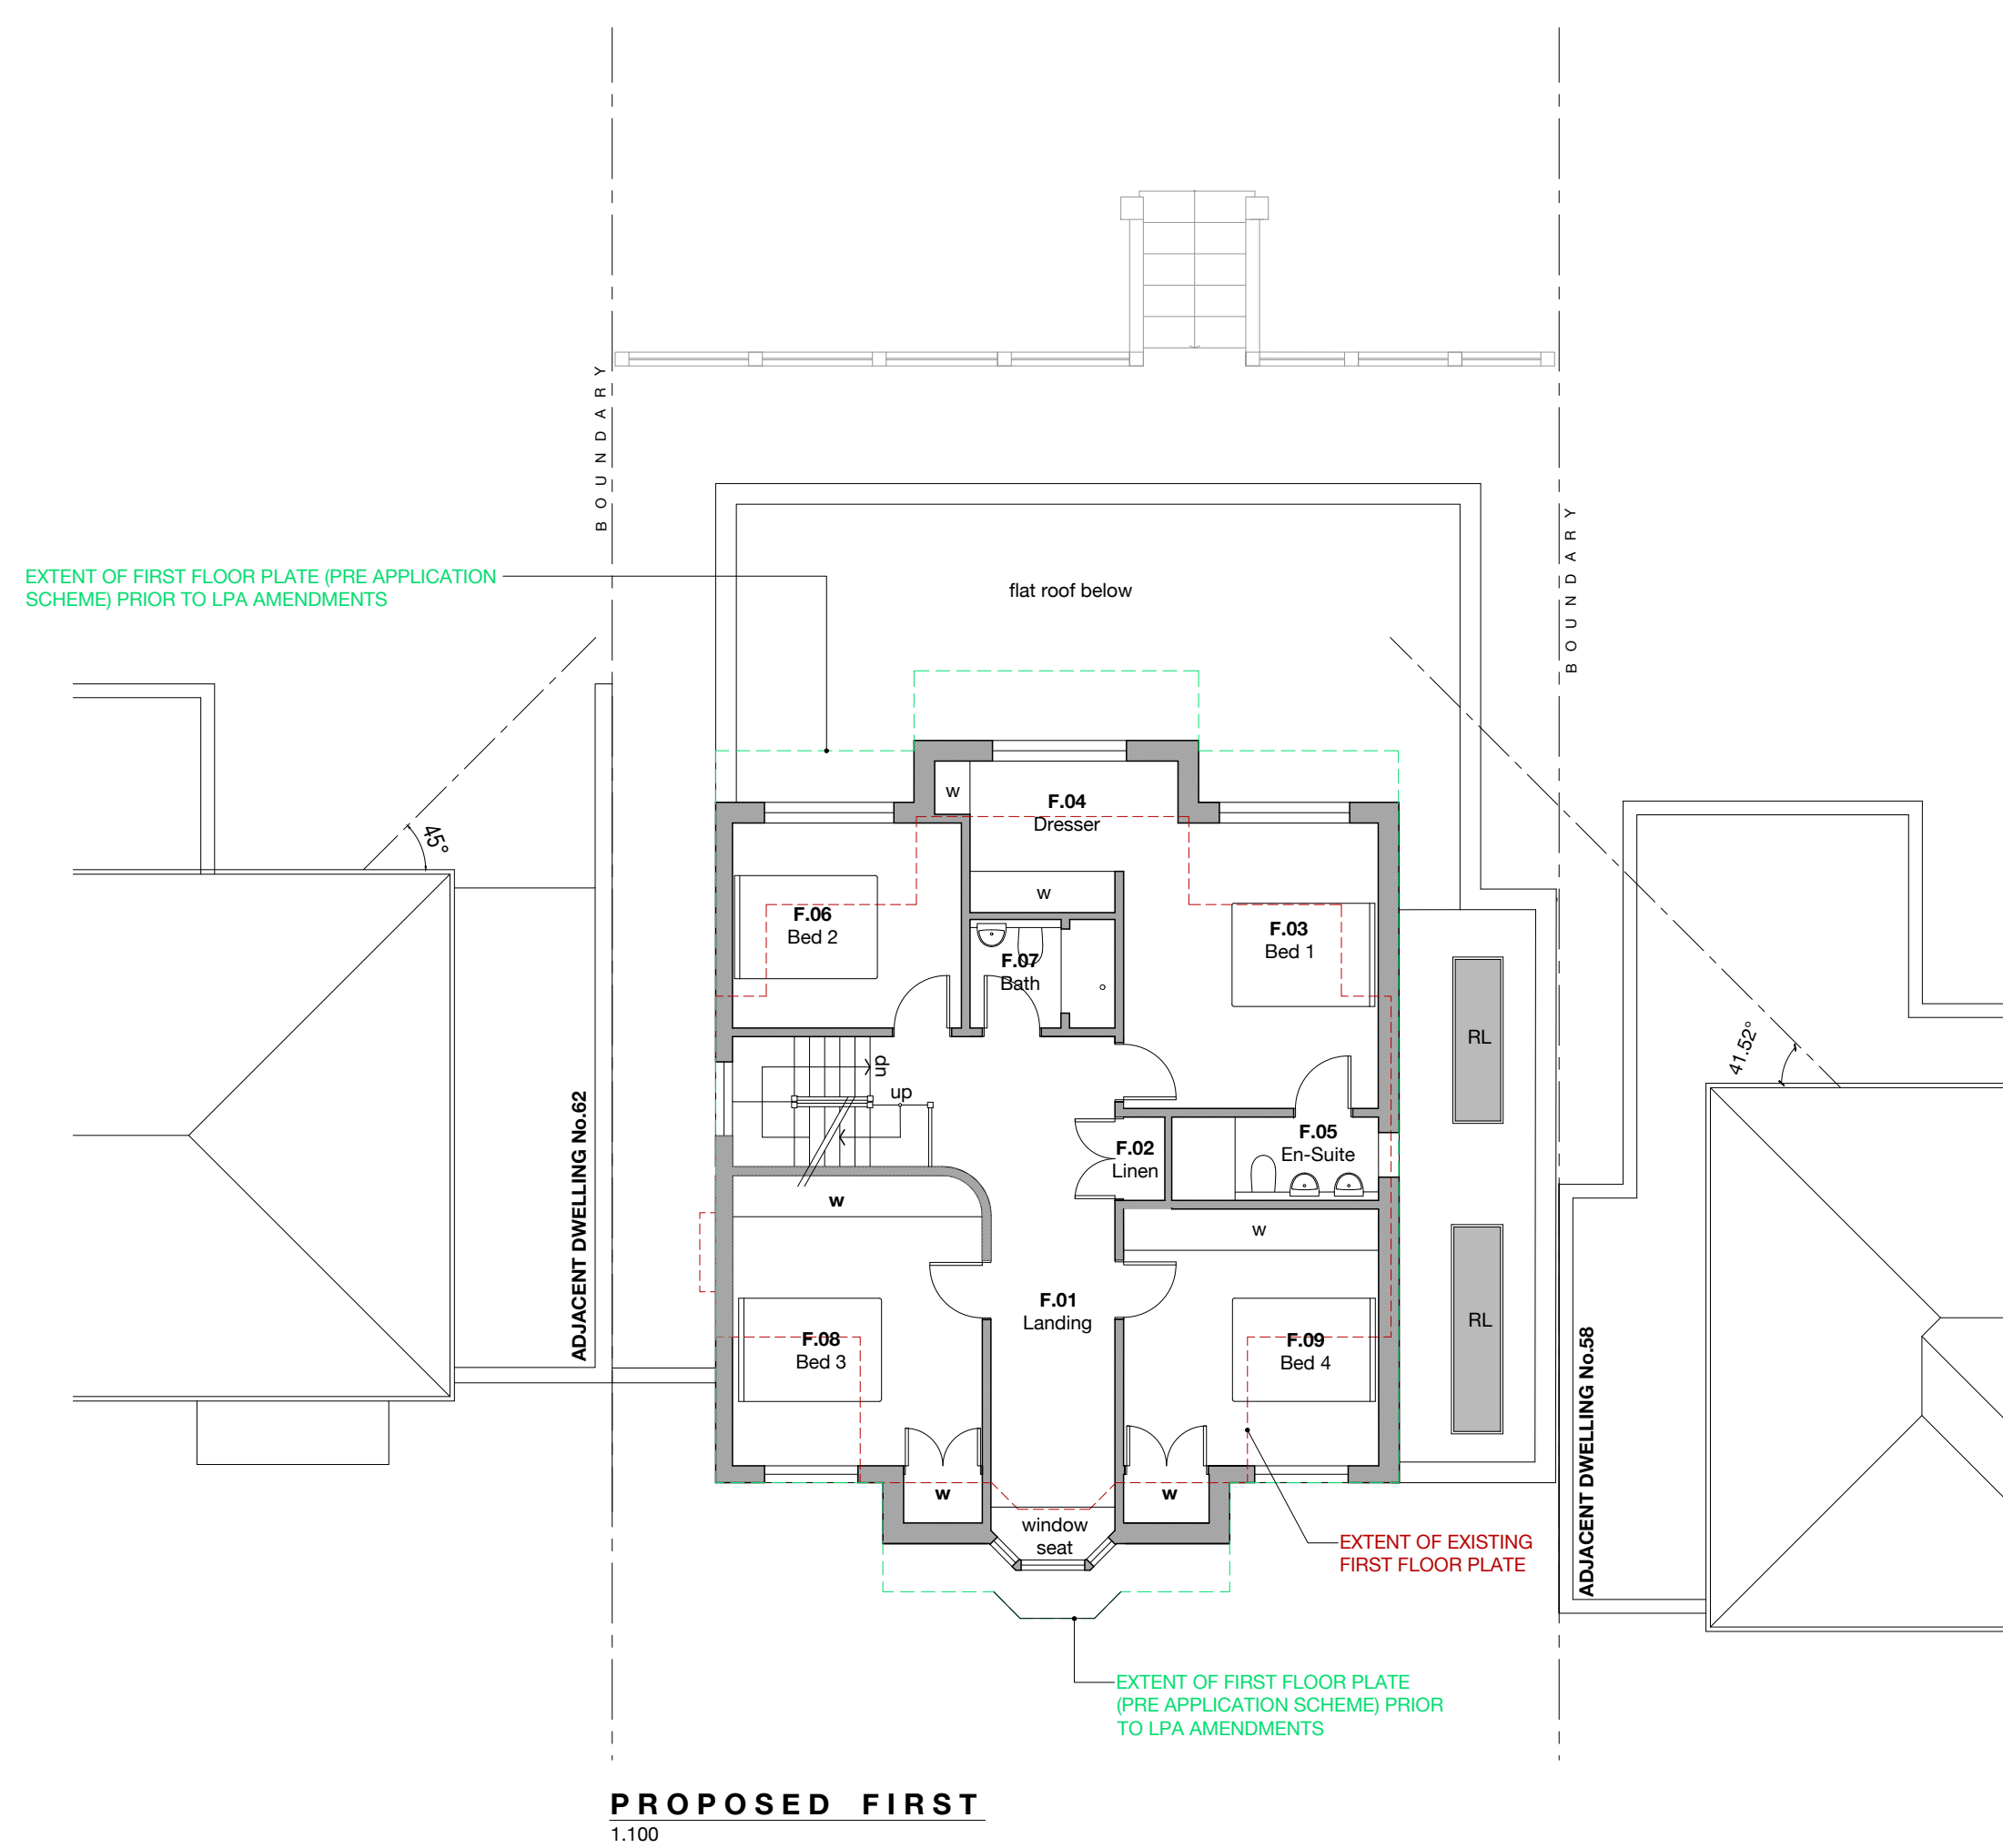 BOUNDARY
BOUNDARY
EXTENT OF FIRST FLOOR PLATE (PRE APPLICATION
SCHEME) PRIOR TO LPA AMENDMENTS
flat roof below
45°
w
F.04
Dresser
w
F.06
Bed 2
F.03
Bed 1
F.07
Bath
RL
41.52°
dn
up
F.02
Linen
F.05
En-Suite
ADJACENT DWELLING No.62
w
w
F.01
Landing
RL
F.08
Bed 3
F.09
Bed 4
ADJACENT DWELLING No.58
w
w
window
seat
EXTENT OF EXISTING
FIRST FLOOR PLATE
EXTENT OF FIRST FLOOR PLATE
(PRE APPLICATION SCHEME) PRIOR
TO LPA AMENDMENTS
PROPOSED FIRST
1.100